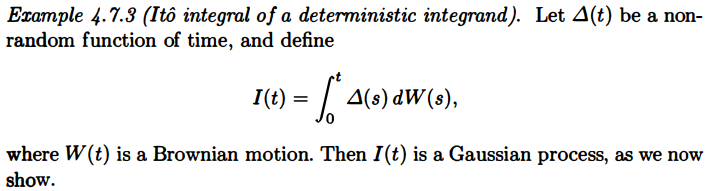 Example 4.7.3 (Itô integral of a deterministic integrand). Let Δ(t) be a non-
random function of time, and define
I(t) = ∫₀ᵗ Δ(s) dW(s),
where W(t) is a Brownian motion. Then I(t) is a Gaussian process, as we now
show.